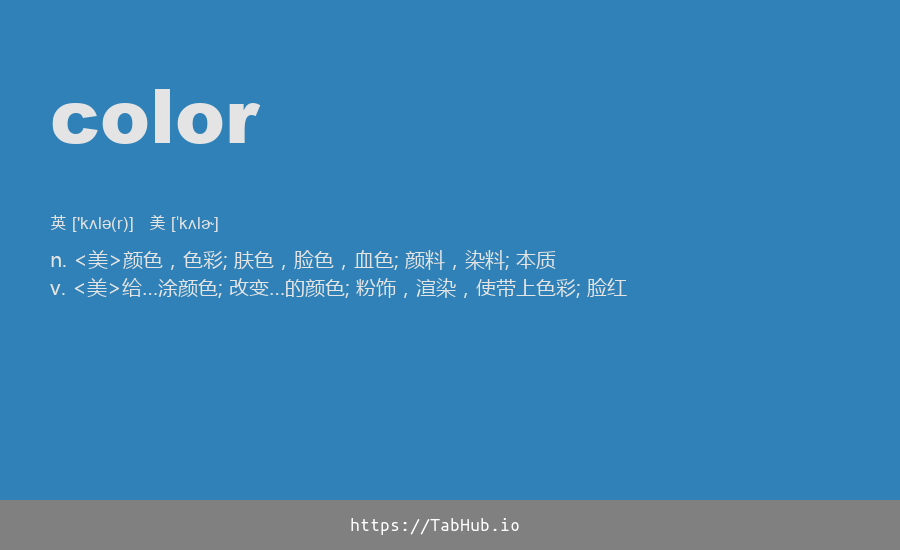 color
英 ['kʌlə(r)] 美 ['kʌlɚ]
n. <美>颜色，色彩; 肤色，脸色，血色; 颜料，染料; 本质
v. <美>给...涂颜色; 改变...的颜色; 粉饰，渲染，使带上色彩; 脸红
https://TabHub.io